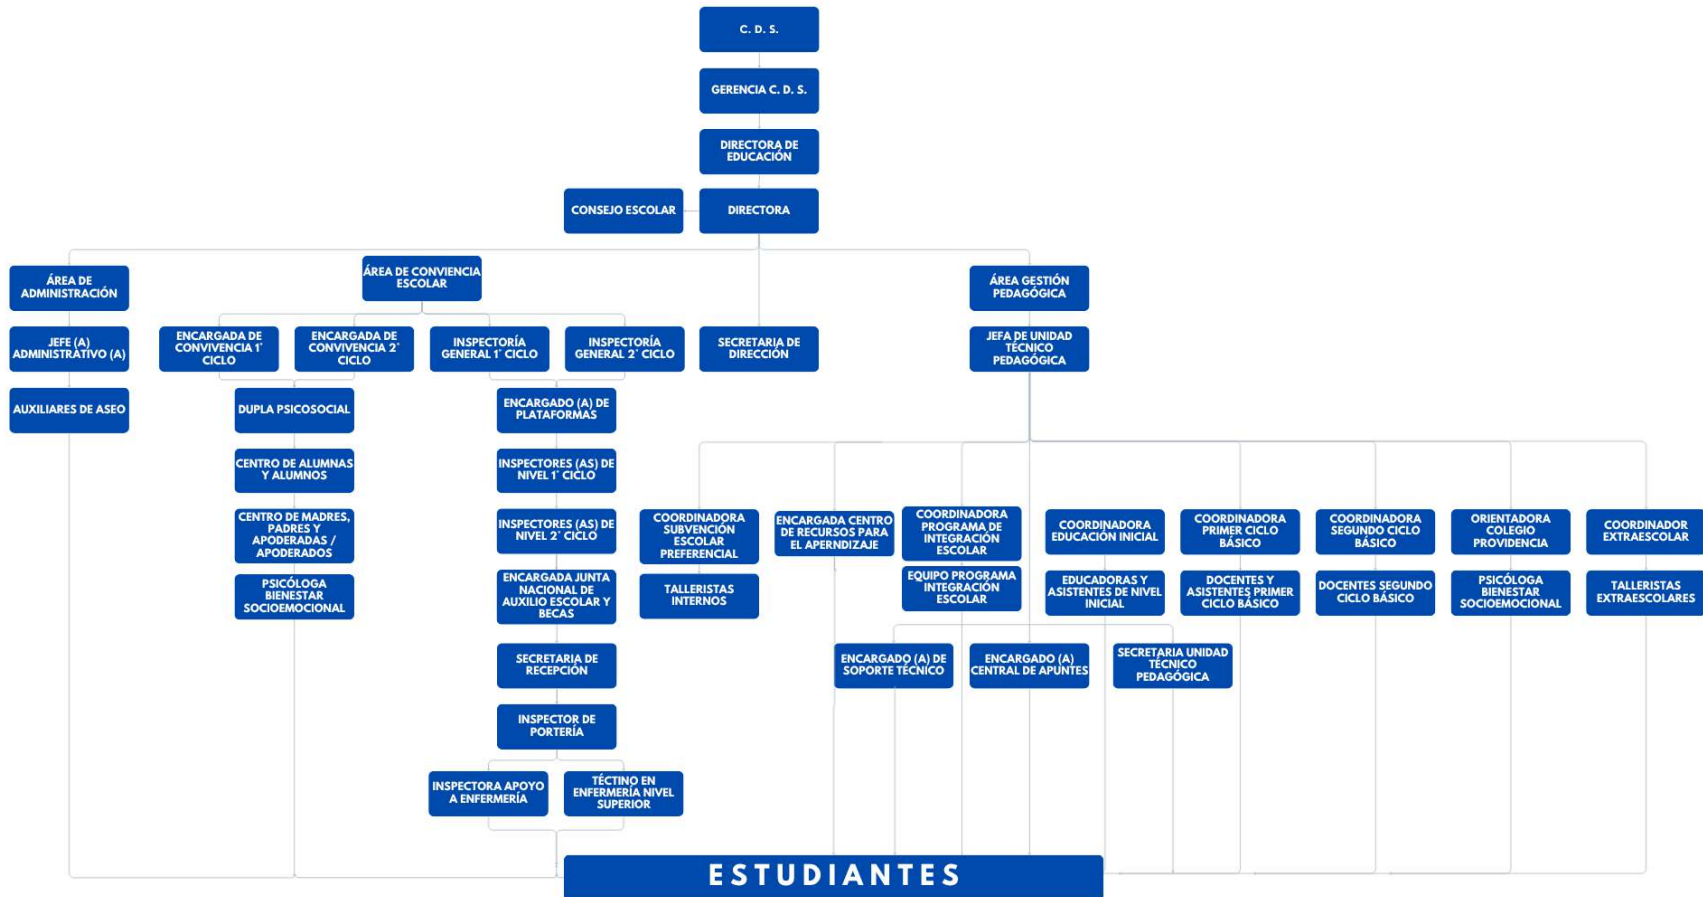 C. D. S.
GERENCIA C. D. S.
DIRECTORA DE
EDUCACIÓN
CONSEJO ESCOLAR
DIRECTORA
ÁREA DE
ADMINISTRACIÓN
ÁREA DE CONVIENCIA
ESCOLAR
ÁREA GESTIÓN
PEDAGÓGICA
JEFE (A)
ADMINISTRATIVO (A)
ENCARGADA DE
CONVIVENCIA 1°
CICLO
ENCARGADA DE
CONVIVENCIA 2°
CICLO
INSPECTORÍA
GENERAL 1° CICLO
INSPECTORÍA
GENERAL 2° CICLO
SECRETARIA DE
DIRECCIÓN
JEFA DE UNIDAD
TÉCNICO
PEDAGÓGICA
AUXILIARES DE ASEO
DUPLA PSICOSOCIAL
ENCARGADO (A) DE
PLATAFORMAS
CENTRO DE ALUMNAS
Y ALUMNOS
INSPECTORES (AS) DE
NIVEL 1° CICLO
CENTRO DE MADRES,
PADRES Y
APODERADAS /
APODERADOS
INSPECTORES (AS) DE
NIVEL 2° CICLO
COORDINADORA
SUBVENCIÓN
ESCOLAR
PREFERENCIAL
ENCARGADA CENTRO
DE RECURSOS PARA
EL APERNDIZAJE
COORDINADORA
PROGRAMA DE
INTEGRACIÓN
ESCOLAR
COORDINADORA
EDUCACIÓN INICIAL
COORDINADORA
PRIMER CICLO
BÁSICO
COORDINADORA
SEGUNDO CICLO
BÁSICO
ORIENTADORA
COLEGIO
PROVIDENCIA
COORDINADOR
EXTRAESCOLAR
PSICÓLOGA
BIENESTAR
SOCIOEMOCIONAL
ENCARGADA JUNTA
NACIONAL DE
AUXILIO ESCOLAR Y
BECAS
TALLERISTAS
INTERNOS
EQUIPO PROGRAMA
INTEGRACIÓN
ESCOLAR
EDUCADORAS Y
ASISTENTES DE NIVEL
INICIAL
DOCENTES Y
ASISTENTES PRIMER
CICLO BÁSICO
DOCENTES SEGUNDO
CICLO BÁSICO
PSICÓLOGA
BIENESTAR
SOCIOEMOCIONAL
TALLERISTAS
EXTRAESCOLARES
SECRETARIA DE
RECEPCIÓN
ENCARGADO (A) DE
SOPORTE TÉCNICO
ENCARGADO (A)
CENTRAL DE APUNTES
SECRETARIA UNIDAD
TÉCNICO
PEDAGÓGICA
INSPECTOR DE
PORTERÍA
INSPECTORA APOYO
A ENFERMERÍA
TÉCTINO EN
ENFERMERÍA NIVEL
SUPERIOR
ESTUDIANTES